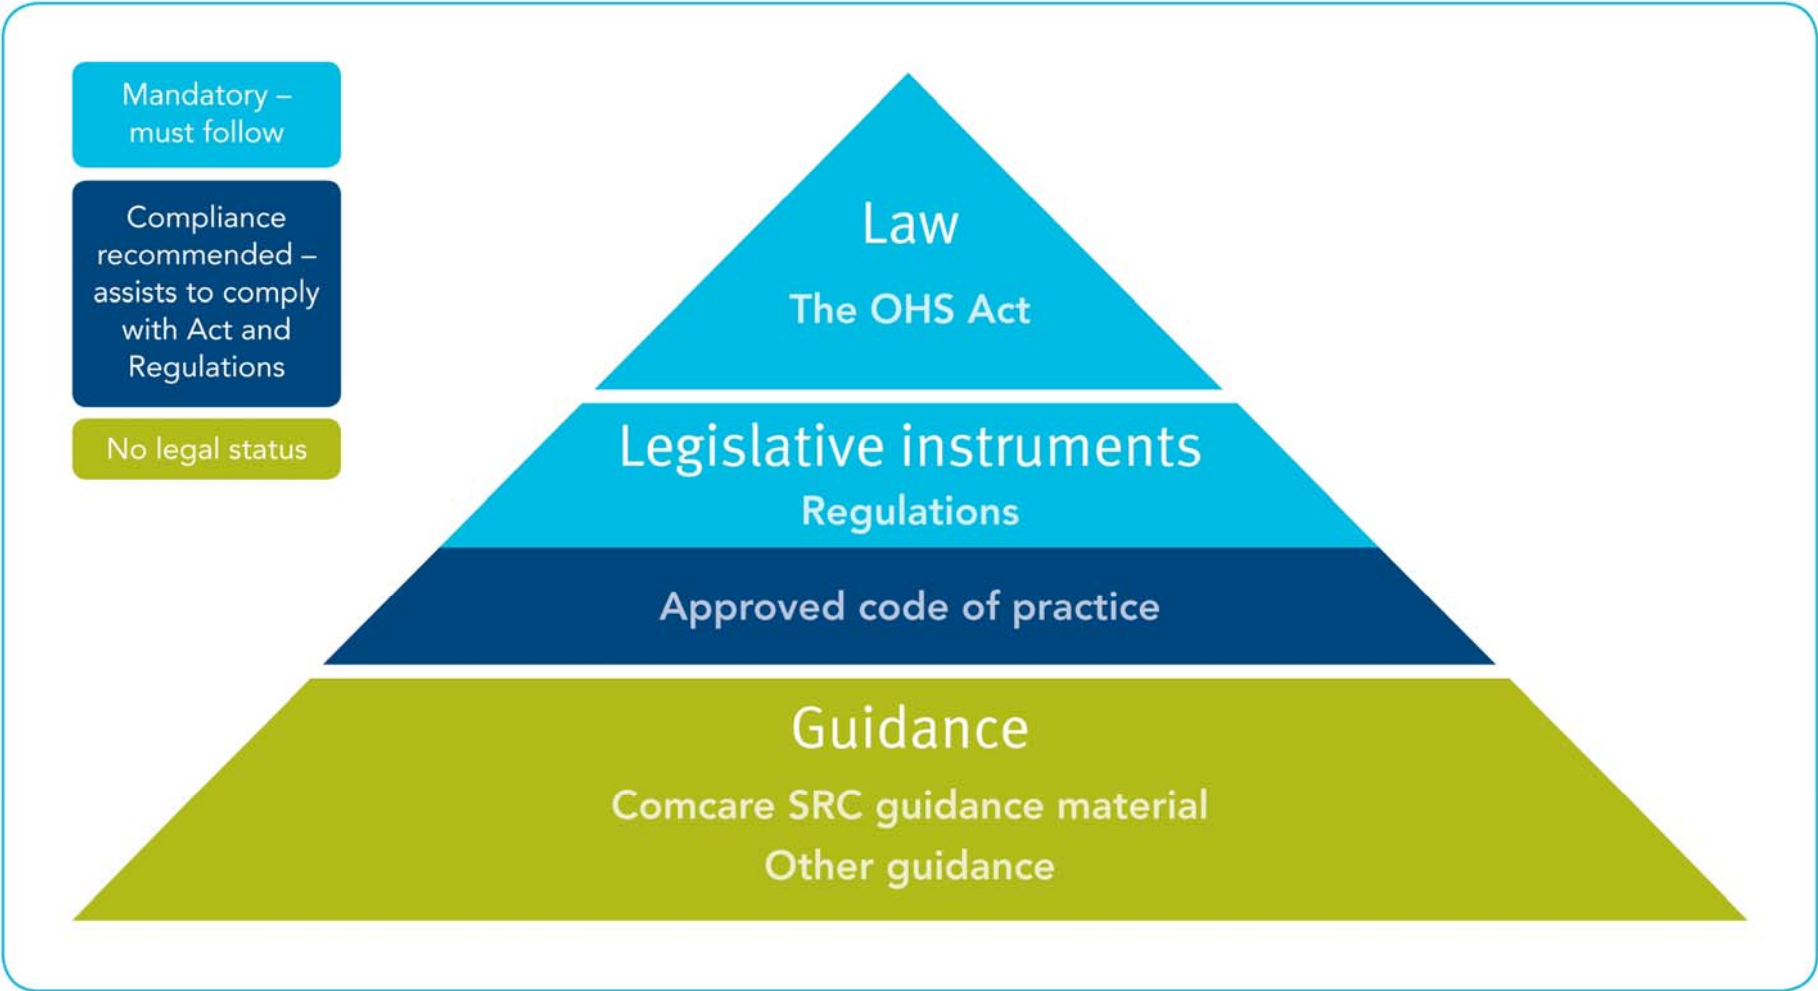 Mandatory –
must follow
Compliance
recommended –
assists to comply
with Act and
Regulations
No legal status
Law
The OHS Act
Legislative instruments
Regulations
Approved code of practice
Guidance
Comcare SRC guidance material
Other guidance